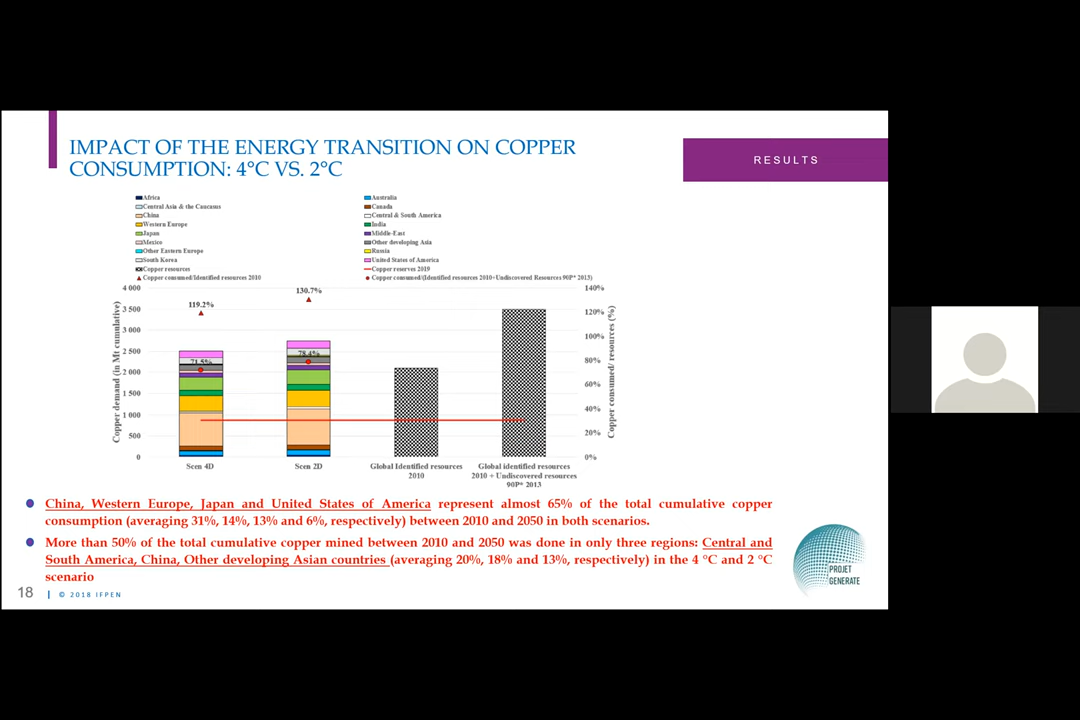 IMPACT OF THE ENERGY TRANSITION ON COPPER
CONSUMPTION: 4°C VS. 2°C
RESULTS
Africa
Australia
Central Asia & the Caucasus
Canada
China
Central & South America
Western Europe
India
Japan
Middle-East
Mexico
Other developing Asia
Other Eastern Europe
Russia
South Korea
United States of America
Copper resources
Copper reserves 2019
Copper consumed/Identified resources 2010
Copper consumed/(Identified resources 2010+Undiscovered Resources 90P* 2013)
Copper demand (in Mt cumulative)
4 000
3 500
3 000
2 500
2 000
1 500
1 000
500
0
119.2%
130.7%
71.5%
78.4%
140%
120%
100%
80%
60%
40%
20%
0%
Copper consumed/ resources (%)
Scen 4D
Scen 2D
Global Identified resources
2010
Global identified resources
2010 + Undiscovered resources
90P* 2013
China, Western Europe, Japan and United States of America represent almost 65% of the total cumulative copper
consumption (averaging 31%, 14%, 13% and 6%, respectively) between 2010 and 2050 in both scenarios.
More than 50% of the total cumulative copper mined between 2010 and 2050 was done in only three regions: Central and
South America, China, Other developing Asian countries (averaging 20%, 18% and 13%, respectively) in the 4 °C and 2 °C
scenario
PROJET
GENERATE
18 | © 2018 IFPEN